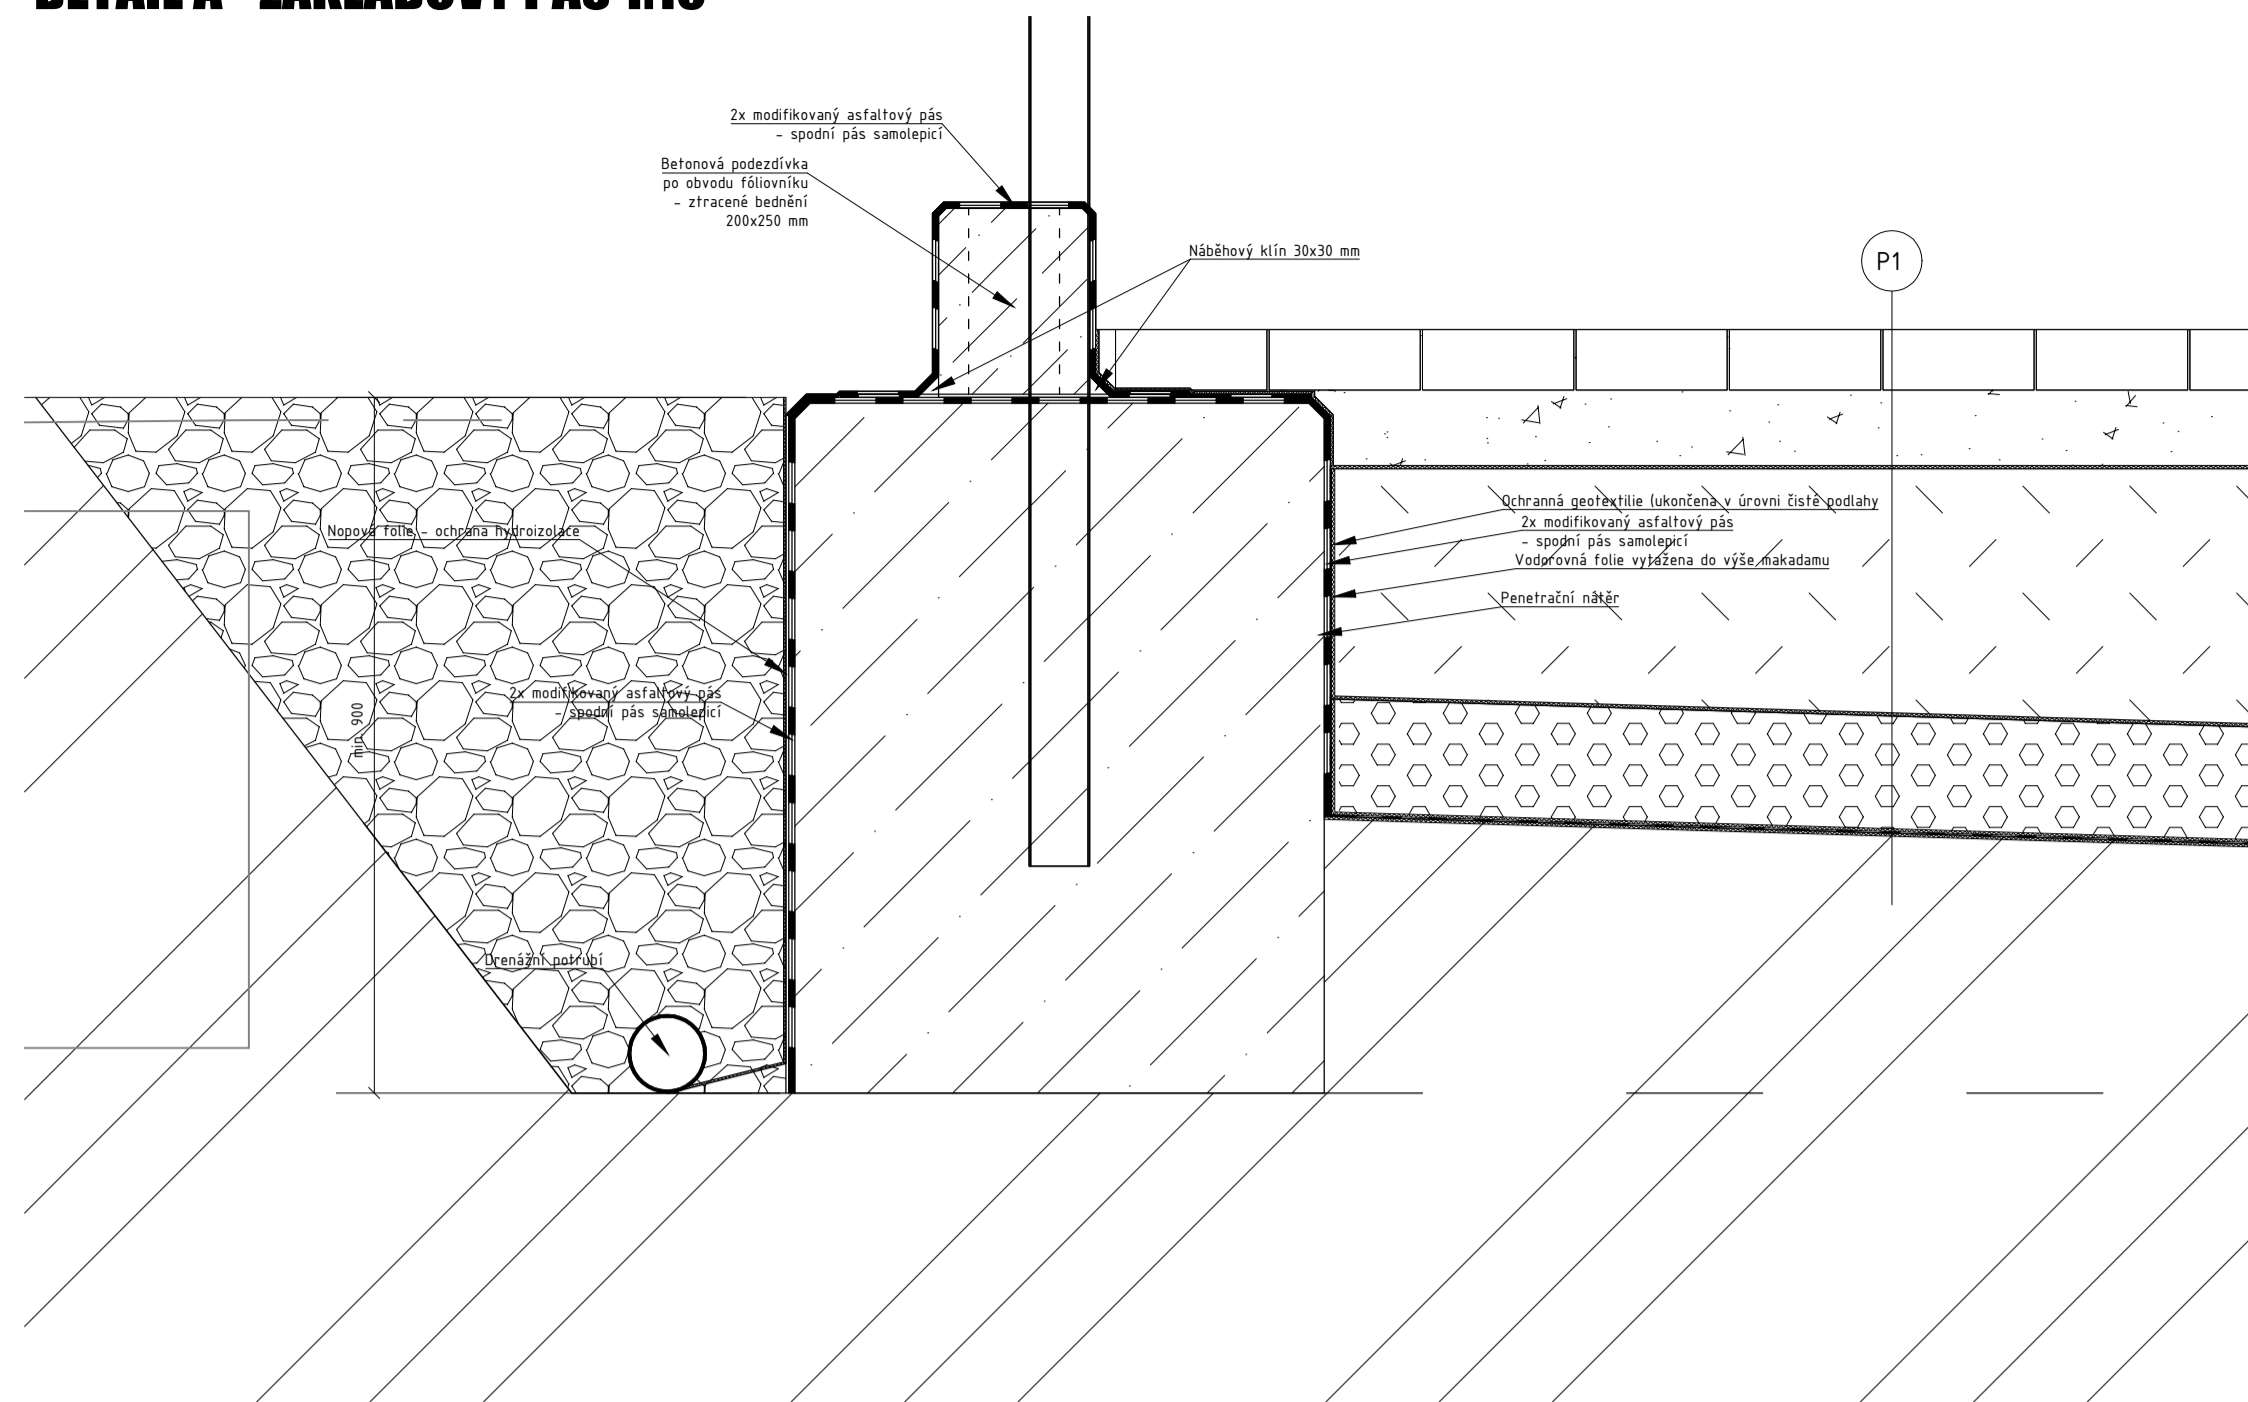 DETAIL A - ZÁKLADOVÝ PÁS
2x modifikovaný asfaltový pás
- spodní pás samolepicí
Betonová podezdívka
po obvodu fóliovníku
- ztracené bednění
200x250 mm
Náběhový klín 30x30 mm
P1
Ochranná geotextilie (ukončena v úrovni čisté podlahy
2x modifikovaný asfaltový pás
- spodní pás samolepicí
Vodorovná folie vytažena do výše makadamu
Penetrační nátěr
Nopová folie - ochrana hydroizolace
2x modifikovaný asfaltový pás
- spodní pás samolepicí
min 900
Drenážní potrubí